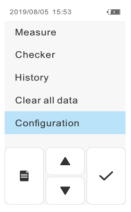 2019/08/05 15:53
Measure
Checker
History
Clear all data
Configuration